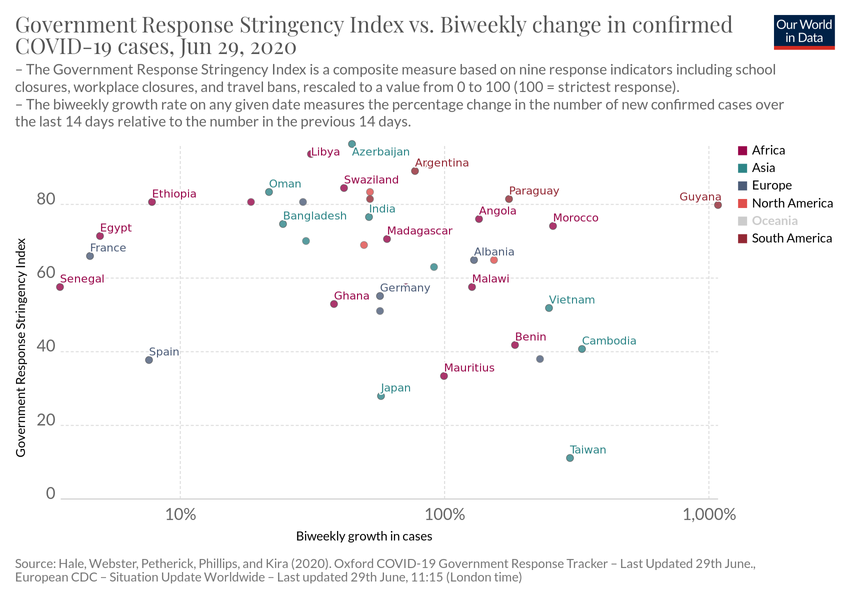 Government Response Stringency Index vs. Biweekly change in confirmed
COVID-19 cases, Jun 29, 2020
Our World
in Data
– The Government Response Stringency Index is a composite measure based on nine response indicators including school
closures, workplace closures, and travel bans, rescaled to a value from 0 to 100 (100 = strictest response).
– The biweekly growth rate on any given date measures the percentage change in the number of new confirmed cases over
the last 14 days relative to the number in the previous 14 days.
Libya
Azerbaijan
Argentina
Swaziland
Oman
Ethiopia
Paraguay
Guyana
India
Bangladesh
Angola
Morocco
Egypt
Madagascar
France
Albania
Senegal
Malawi
Germany
Ghana
Vietnam
Benin
Cambodia
Spain
Mauritius
Japan
Taiwan
80
60
40
20
0
Government Response Stringency Index
10%
100%
1,000%
Biweekly growth in cases
Africa
Asia
Europe
North America
Oceania
South America
Source: Hale, Webster, Petherick, Phillips, and Kira (2020). Oxford COVID-19 Government Response Tracker – Last Updated 29th June.,
European CDC – Situation Update Worldwide – Last updated 29th June, 11:15 (London time)